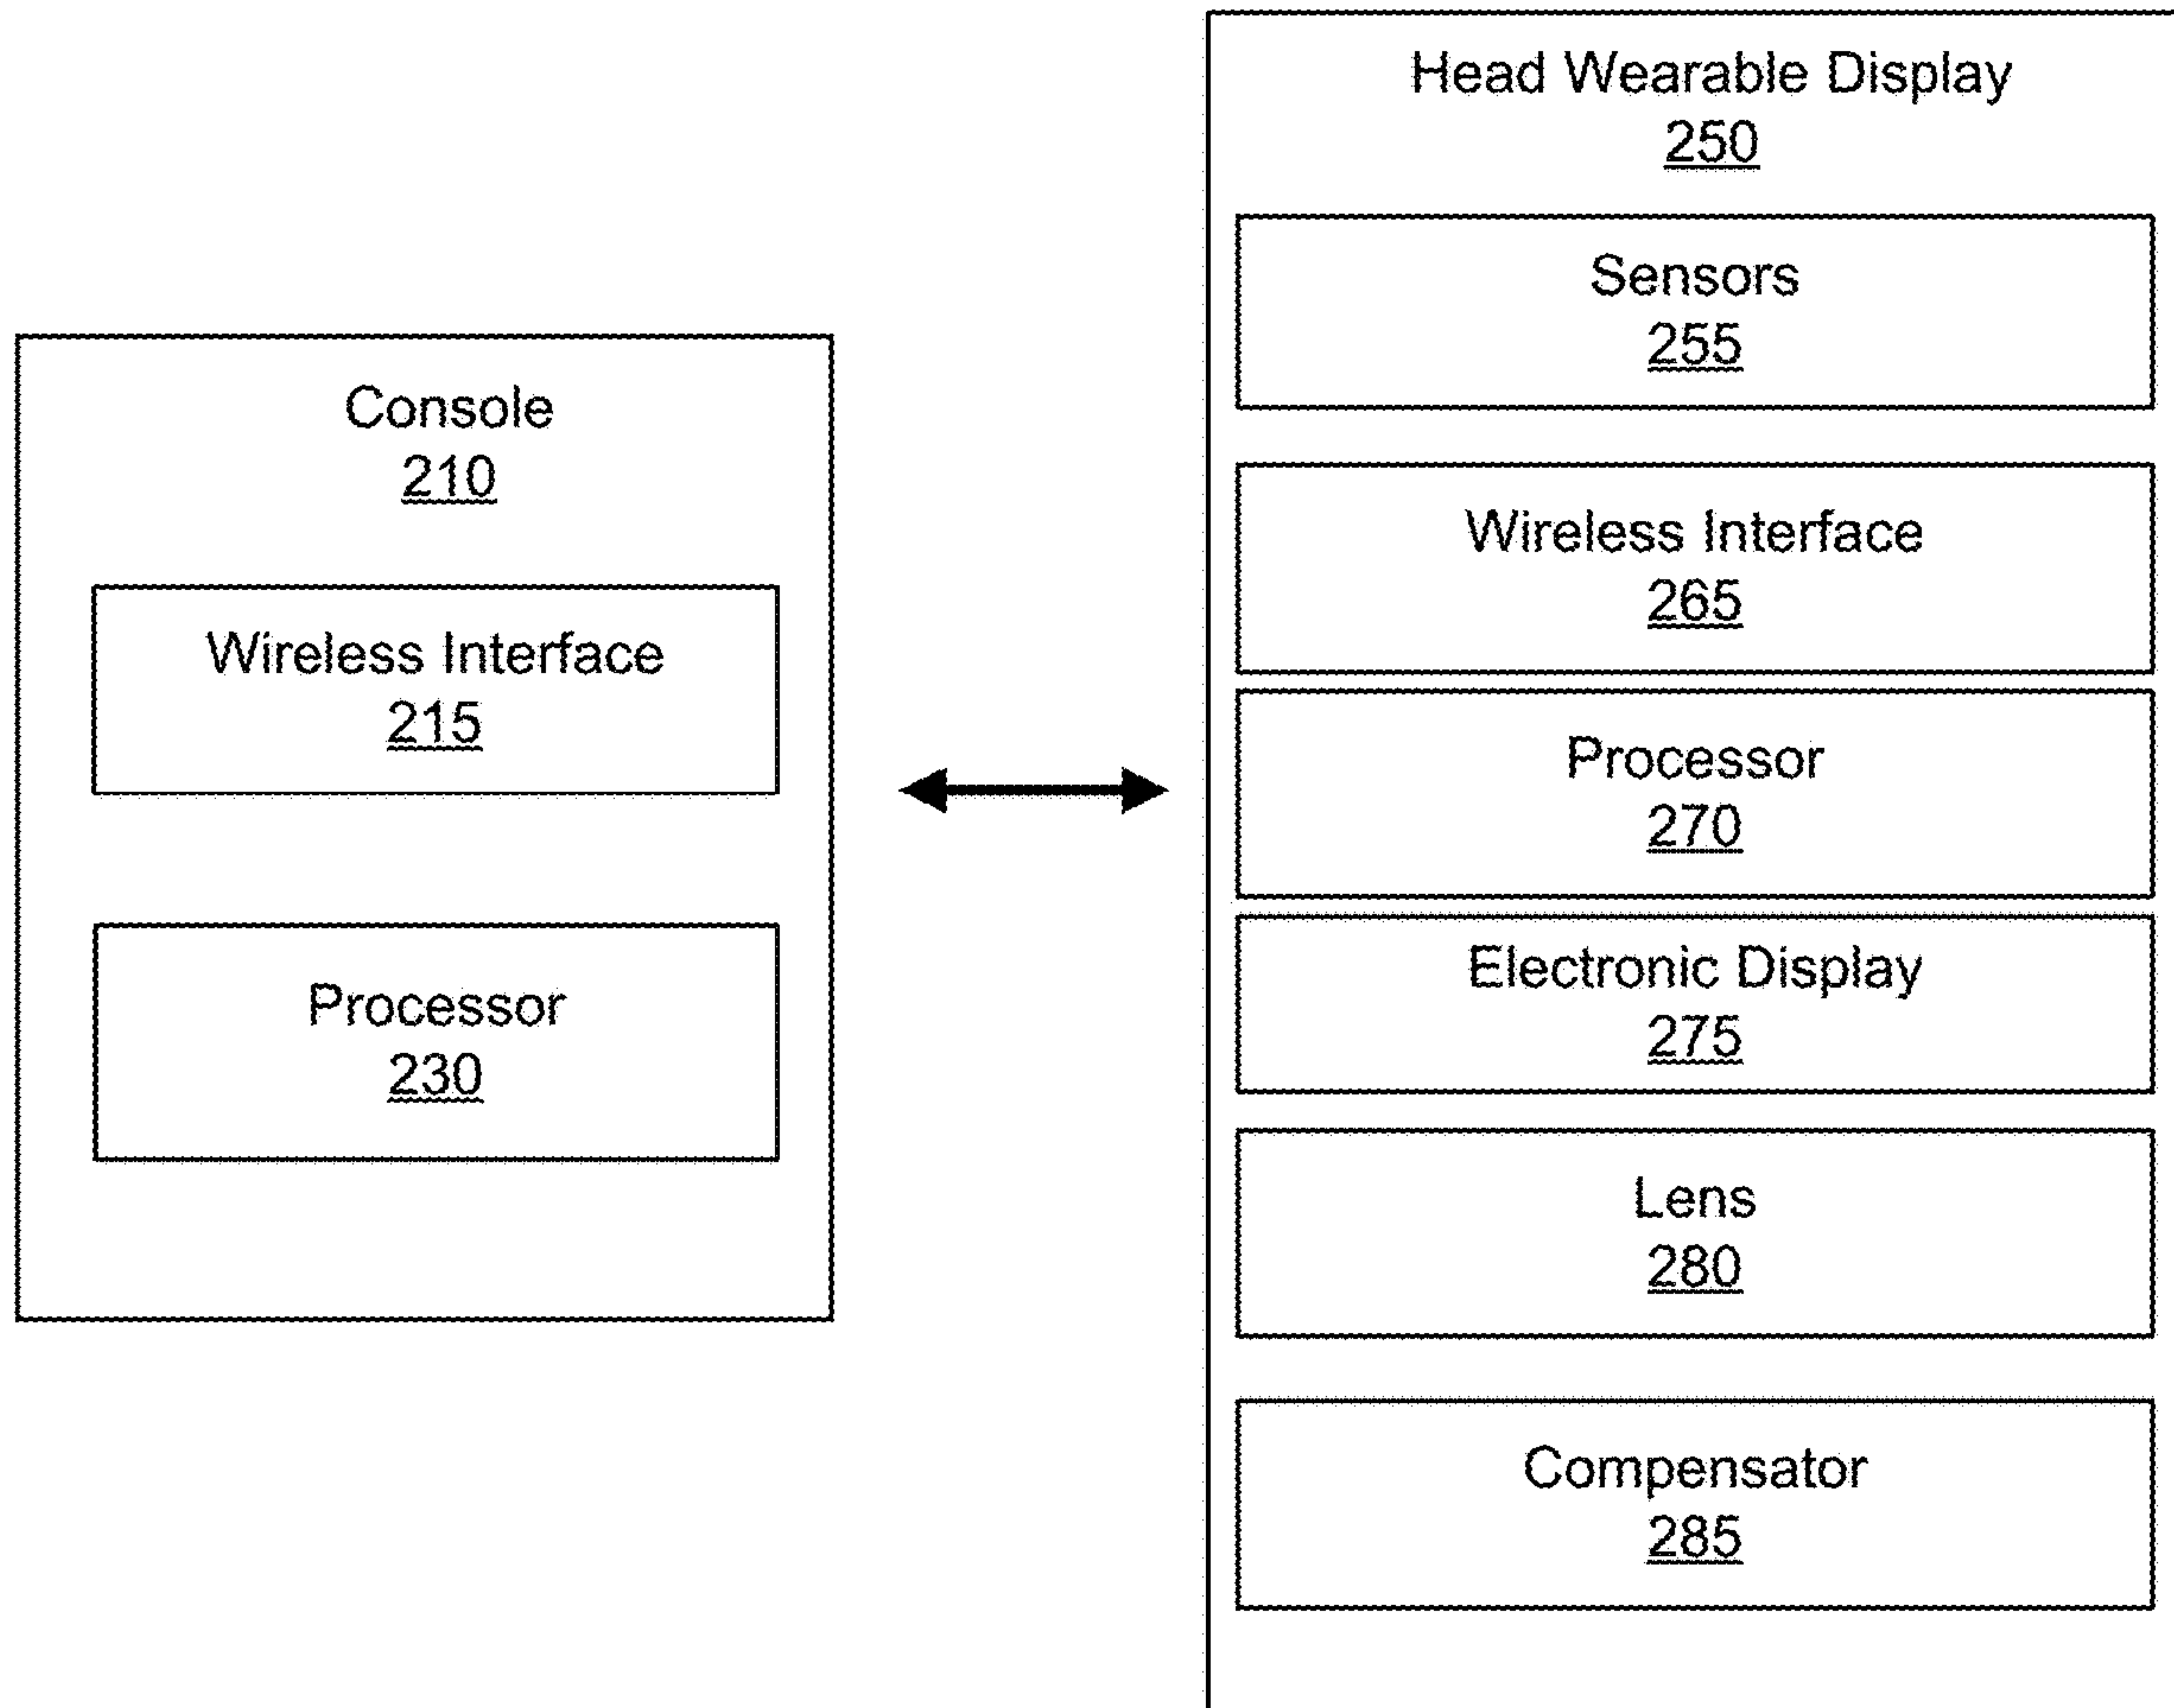 Console
210
Wireless Interface
215
Processor
230
Head Wearable Display
250
Sensors
255
Wireless Interface
265
Processor
270
Electronic Display
275
Lens
280
Compensator
285